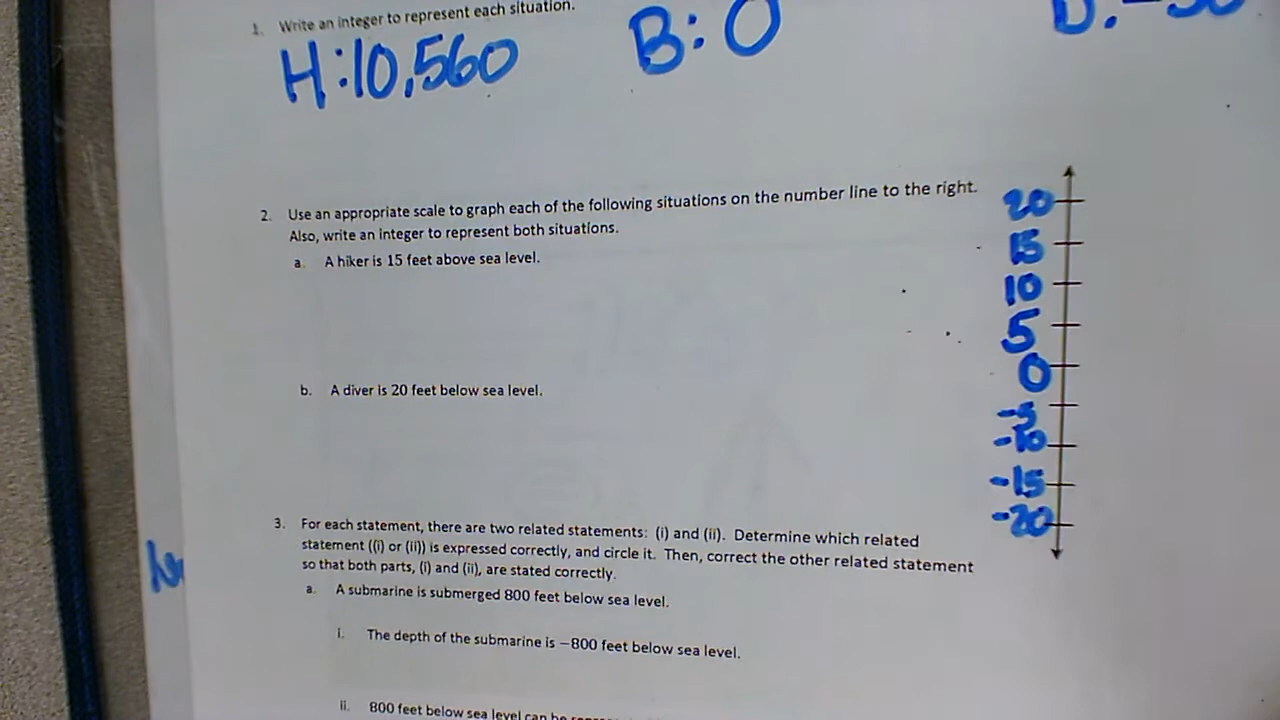 1. Write an integer to represent each situation.
H:10,560 B:0 D:-50
2. Use an appropriate scale to graph each of the following situations on the number line to the right.
Also, write an integer to represent both situations.
a. A hiker is 15 feet above sea level.
b. A diver is 20 feet below sea level.
20
15
10
5
0
-5
-10
-15
-20
3. For each statement, there are two related statements: (i) and (ii). Determine which related
statement ((i) or (ii)) is expressed correctly, and circle it. Then, correct the other related statement
so that both parts, (i) and (ii), are stated correctly.
a. A submarine is submerged 800 feet below sea level.
i. The depth of the submarine is −800 feet below sea level.
ii. 800 feet below sea level can be